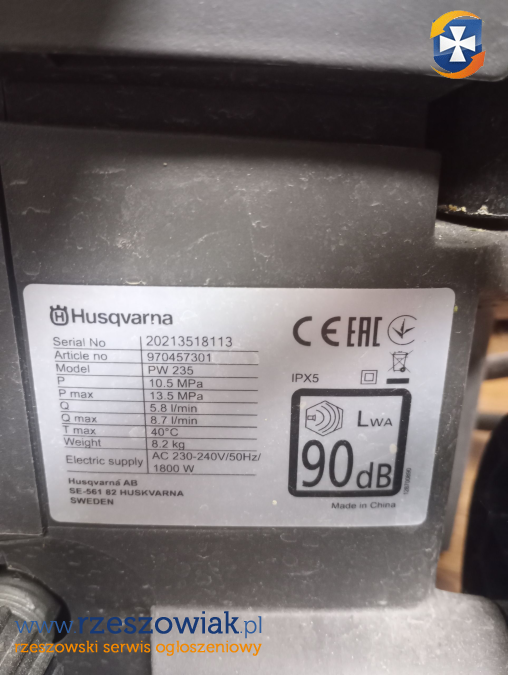 Husqvarna
Serial No 20213518113
Article no 970457301
Model PW 235
P 10.5 MPa
P max 13.5 MPa
Q 5.8 l/min
Q max 8.7 l/min
T max 40°C
Weight 8.2 kg
Electric supply AC 230-240V/50Hz/
1800 W
Husqvarna AB
SE-561 82 HUSKVARNA
SWEDEN
CE EAC
IPX5
LWA
90dB
Made in China
www.rzeszowiak.pl
rzeszowski serwis ogłoszeniowy